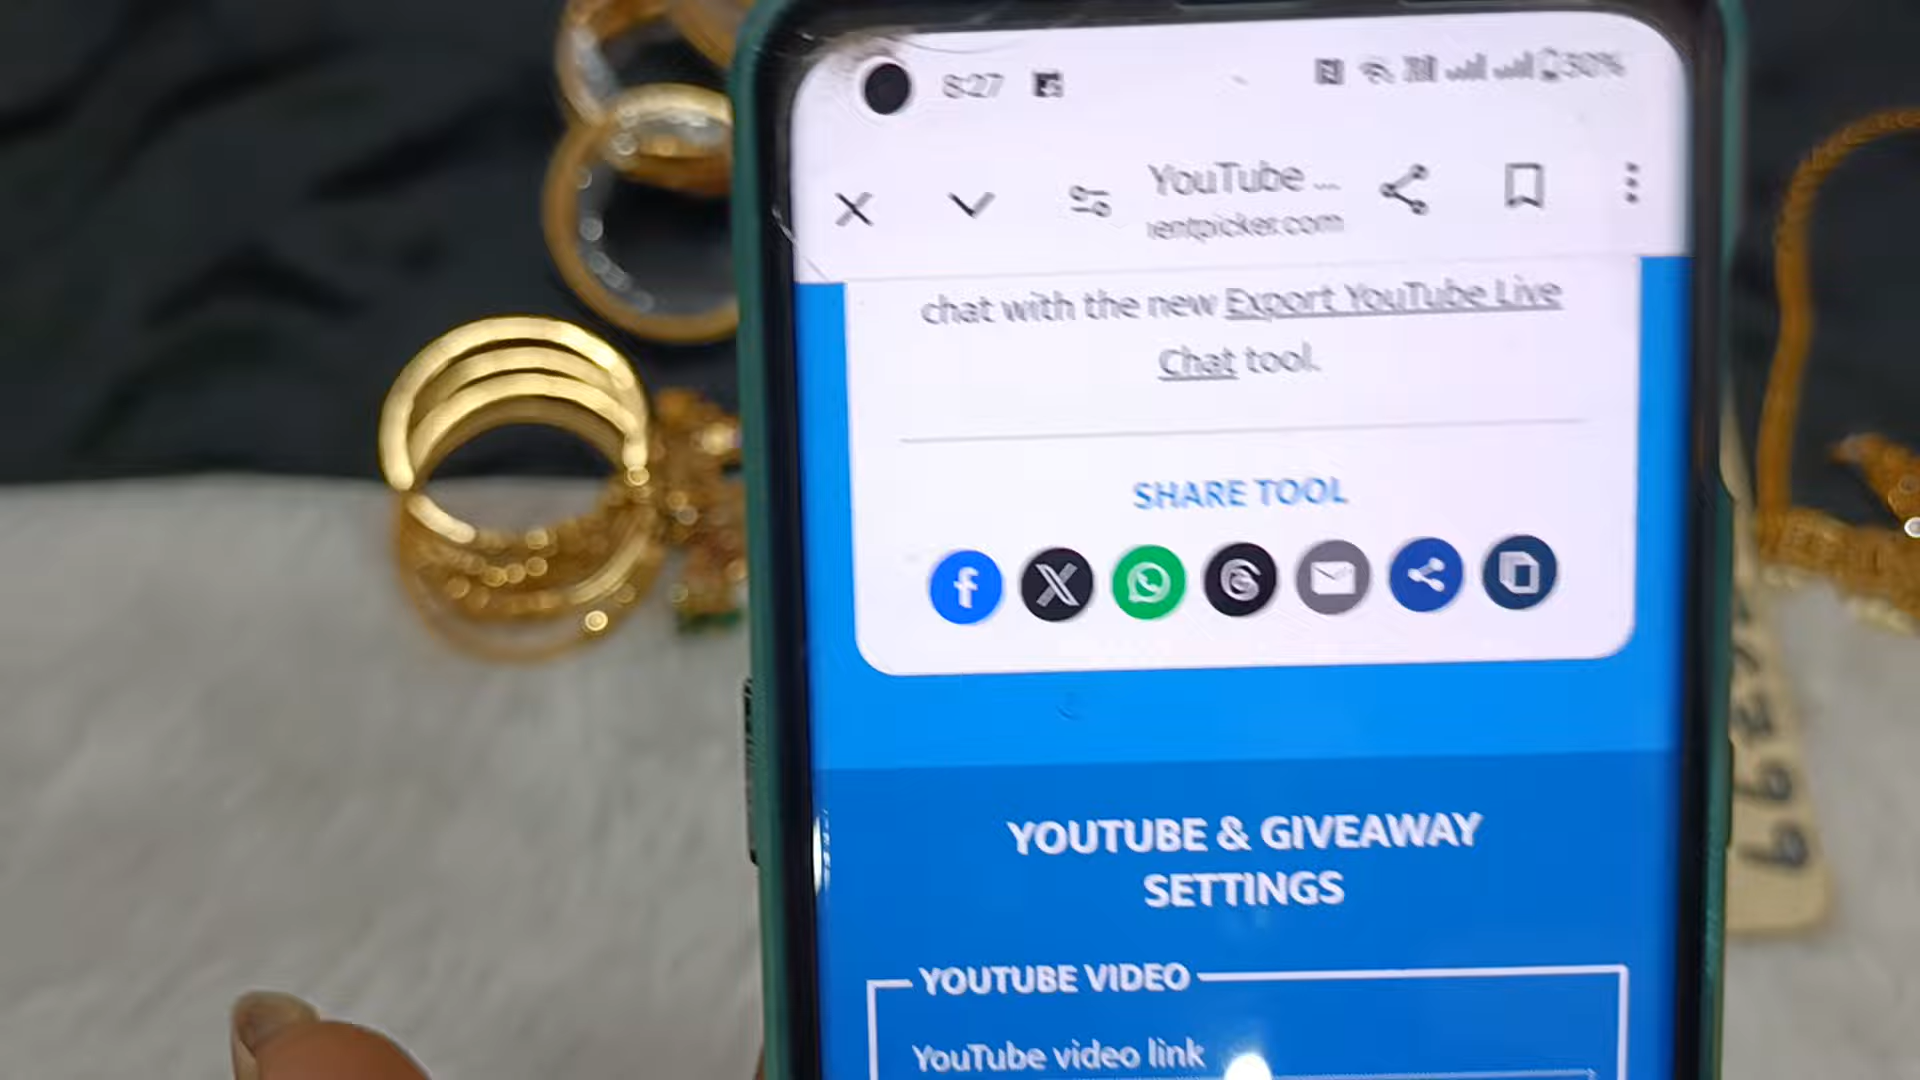 8:27
30%
YouTube ...
ientpicker.com
chat with the new Export YouTube Live
Chat tool.
SHARE TOOL
YOUTUBE & GIVEAWAY
SETTINGS
YOUTUBE VIDEO
YouTube video link